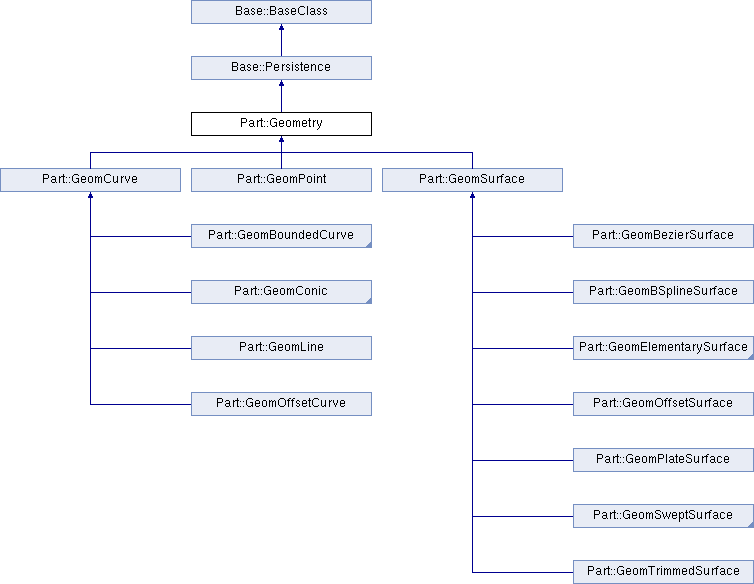 Base::BaseClass
Base::Persistence
Part::Geometry
Part::GeomCurve
Part::GeomPoint
Part::GeomSurface
Part::GeomBoundedCurve
Part::GeomBezierSurface
Part::GeomConic
Part::GeomBSplineSurface
Part::GeomLine
Part::GeomElementarySurface
Part::GeomOffsetCurve
Part::GeomOffsetSurface
Part::GeomPlateSurface
Part::GeomSweptSurface
Part::GeomTrimmedSurface